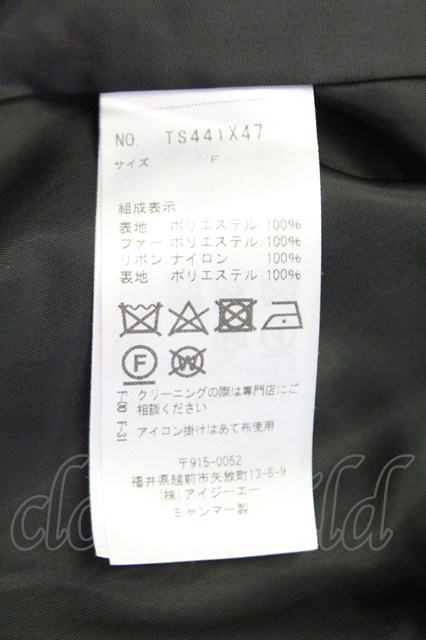 NO. TS441X47
サイズ F
組成表示
表地 ポリエステル 100%
ファー ポリエステル 100%
リボン ナイロン 100%
裏地 ポリエステル 100%
F
W
F-00 クリーニングの際は専門店にご
相談ください
F-31 アイコン掛けはあて布使用
〒915-0052
福井県越前市矢放町13-8-9
(株) アイジーエー
ミャンマー製